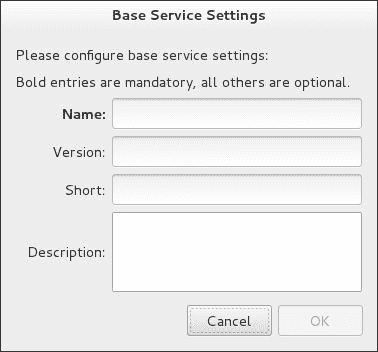 Base Service Settings
Please configure base service settings:
Bold entries are mandatory, all others are optional.
Name:
Version:
Short:
Description:
Cancel OK